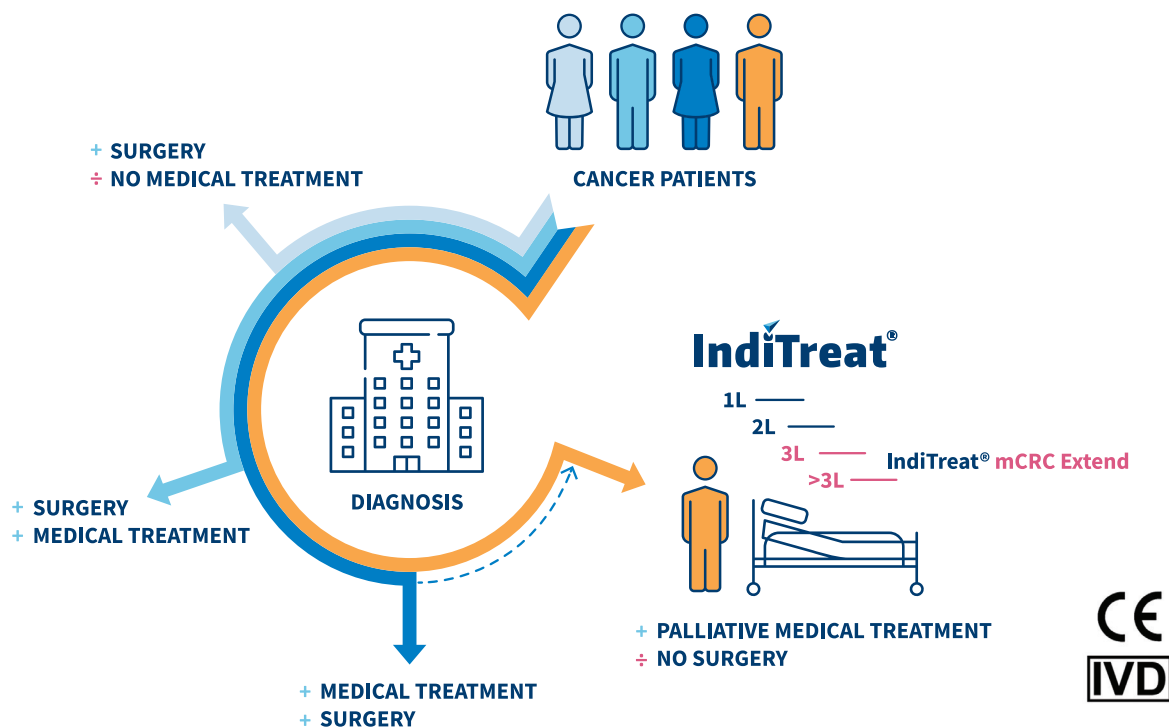 CANCER PATIENTS
+ SURGERY
÷ NO MEDICAL TREATMENT
DIAGNOSIS
+ SURGERY
+ MEDICAL TREATMENT
+ MEDICAL TREATMENT
+ SURGERY
IndiTreat®
1L
2L
3L
>3L
IndiTreat® mCRC Extend
+ PALLIATIVE MEDICAL TREATMENT
÷ NO SURGERY
CE
IVD